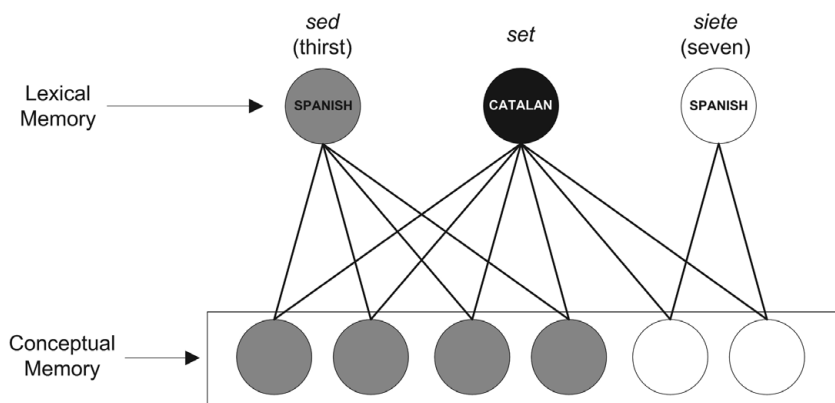 sed
(thirst)
set
siete
(seven)
Lexical
Memory
SPANISH
CATALAN
SPANISH
Conceptual
Memory